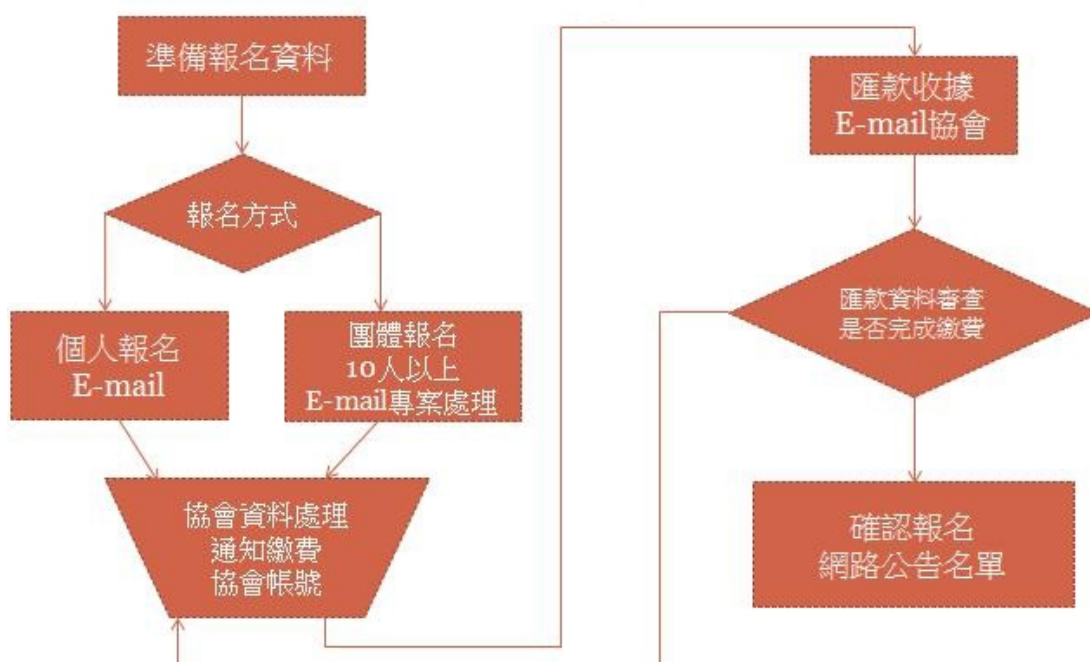 準備報名資料
報名方式
個人報名
E-mail
團體報名
10人以上
E-mail專案處理
協會資料處理
通知繳費
協會帳號
匯款收據
E-mail協會
匯款資料審查
是否完成繳費
確認報名
網路公告名單